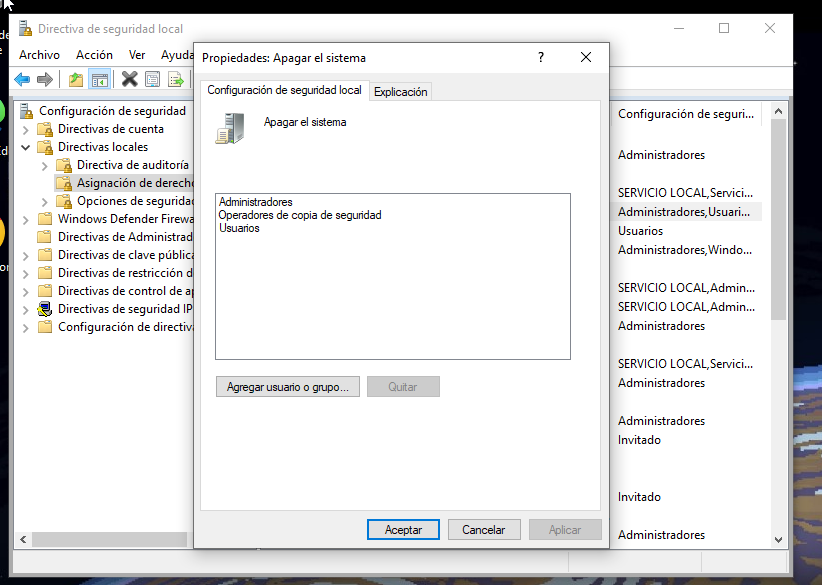 Directiva de seguridad local
Archivo Acción Ver Ayuda
Configuración de seguridad
Directivas de cuenta
Directivas locales
Directiva de auditoría
Asignación de derecho
Opciones de seguridad
Windows Defender Firewa
Directivas de Administrad
Directivas de clave pública
Directivas de restricción d
Directivas de control de ap
Directivas de seguridad IP
Configuración de directiva
Propiedades: Apagar el sistema
?
Configuración de seguridad local
Explicación
Apagar el sistema
Administradores
Operadores de copia de seguridad
Usuarios
Agregar usuario o grupo...
Quitar
Aceptar
Cancelar
Aplicar
Configuración de seguri...
Administradores
SERVICIO LOCAL,Servici...
Administradores,Usuari...
Usuarios
Administradores,Windo...
SERVICIO LOCAL,Admin...
SERVICIO LOCAL,Admin...
Administradores
SERVICIO LOCAL,Servici...
Administradores
Administradores
Invitado
Invitado
Administradores